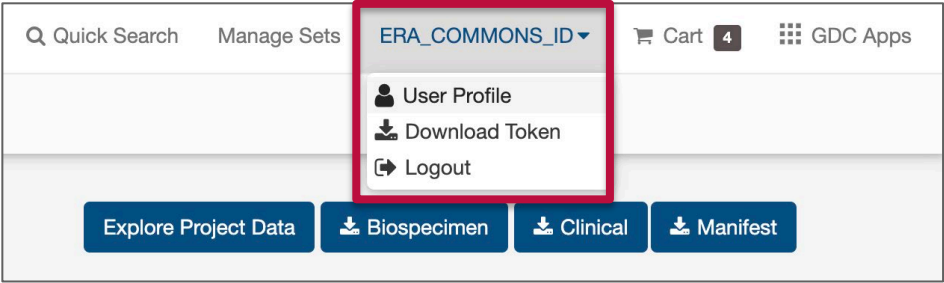 Quick Search Manage Sets ERA_COMMONS_ID Cart 4 GDC Apps
User Profile
Download Token
Logout
Explore Project Data Biospecimen Clinical Manifest